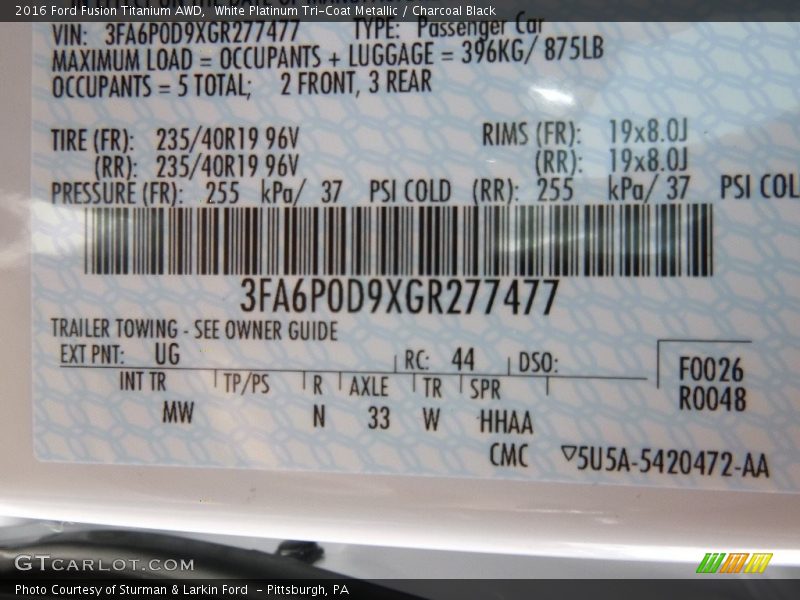 2016 Ford Fusion Titanium AWD,  White Platinum Tri-Coat Metallic / Charcoal Black
VIN: 3FA6P0D9XGR277477 TYPE: Passenger Car
MAXIMUM LOAD = OCCUPANTS + LUGGAGE = 396KG/ 875LB
OCCUPANTS = 5 TOTAL; 2 FRONT, 3 REAR
TIRE (FR): 235/40R19 96V RIMS (FR): 19x8.0J
(RR): 235/40R19 96V (RR): 19x8.0J
PRESSURE (FR): 255 kPa/ 37 PSI COLD (RR): 255 kPa/ 37 PSI COL
3FA6P0D9XGR277477
TRAILER TOWING - SEE OWNER GUIDE
EXT PNT: UG RC: 44 DSO:
F0026
INT TR TP/PS R AXLE TR SPR
R0048
MW N 33 W HHAA
CMC ▽5U5A-5420472-AA
GTCARLOT.COM
Photo Courtesy of Sturman & Larkin Ford  - Pittsburgh, PA